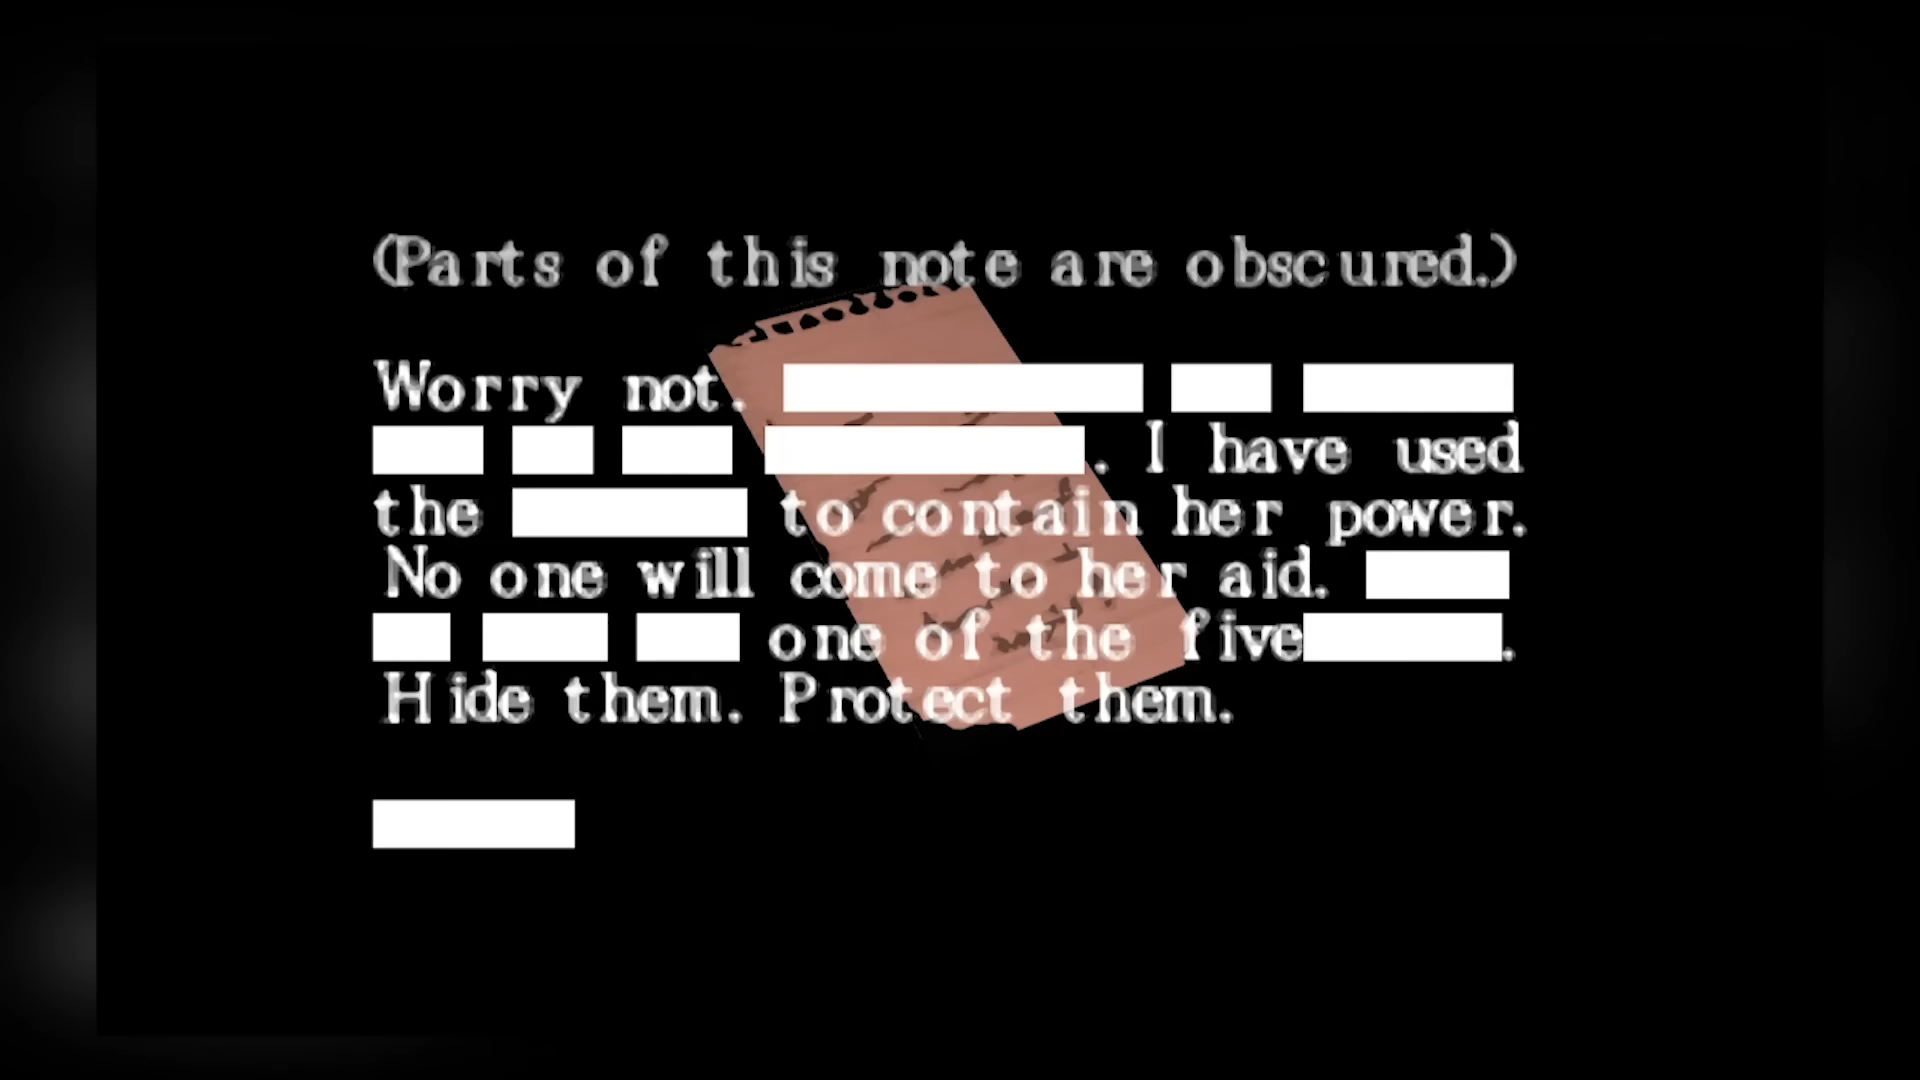 (Parts of this note are obscured.)
Worry not.
. I have used
the to contain her power.
No one will come to her aid.
one of the five .
Hide them. Protect them.